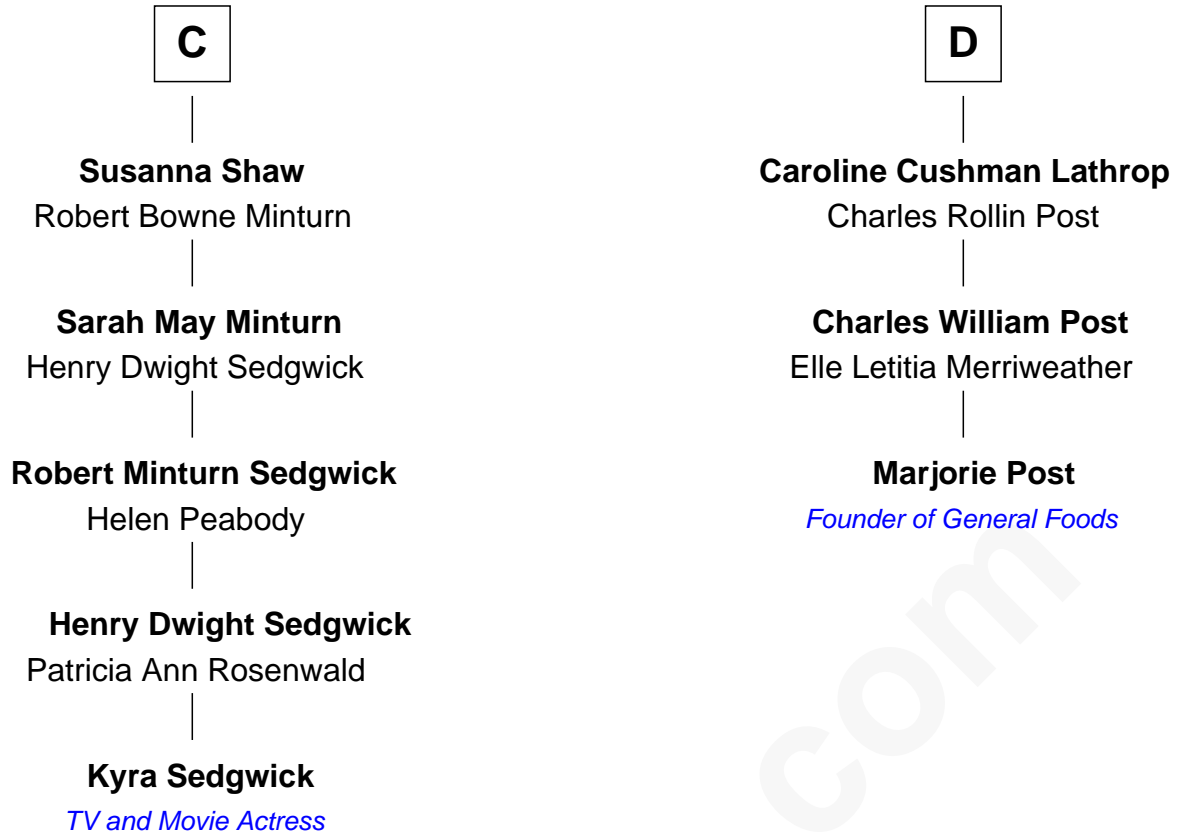 C
Susanna Shaw
Robert Bowne Minturn
Sarah May Minturn
Henry Dwight Sedgwick
Robert Minturn Sedgwick
Helen Peabody
Henry Dwight Sedgwick
Patricia Ann Rosenwald
Kyra Sedgwick
TV and Movie Actress
D
Caroline Cushman Lathrop
Charles Rollin Post
Charles William Post
Elle Letitia Merriweather
Marjorie Post
Founder of General Foods
com